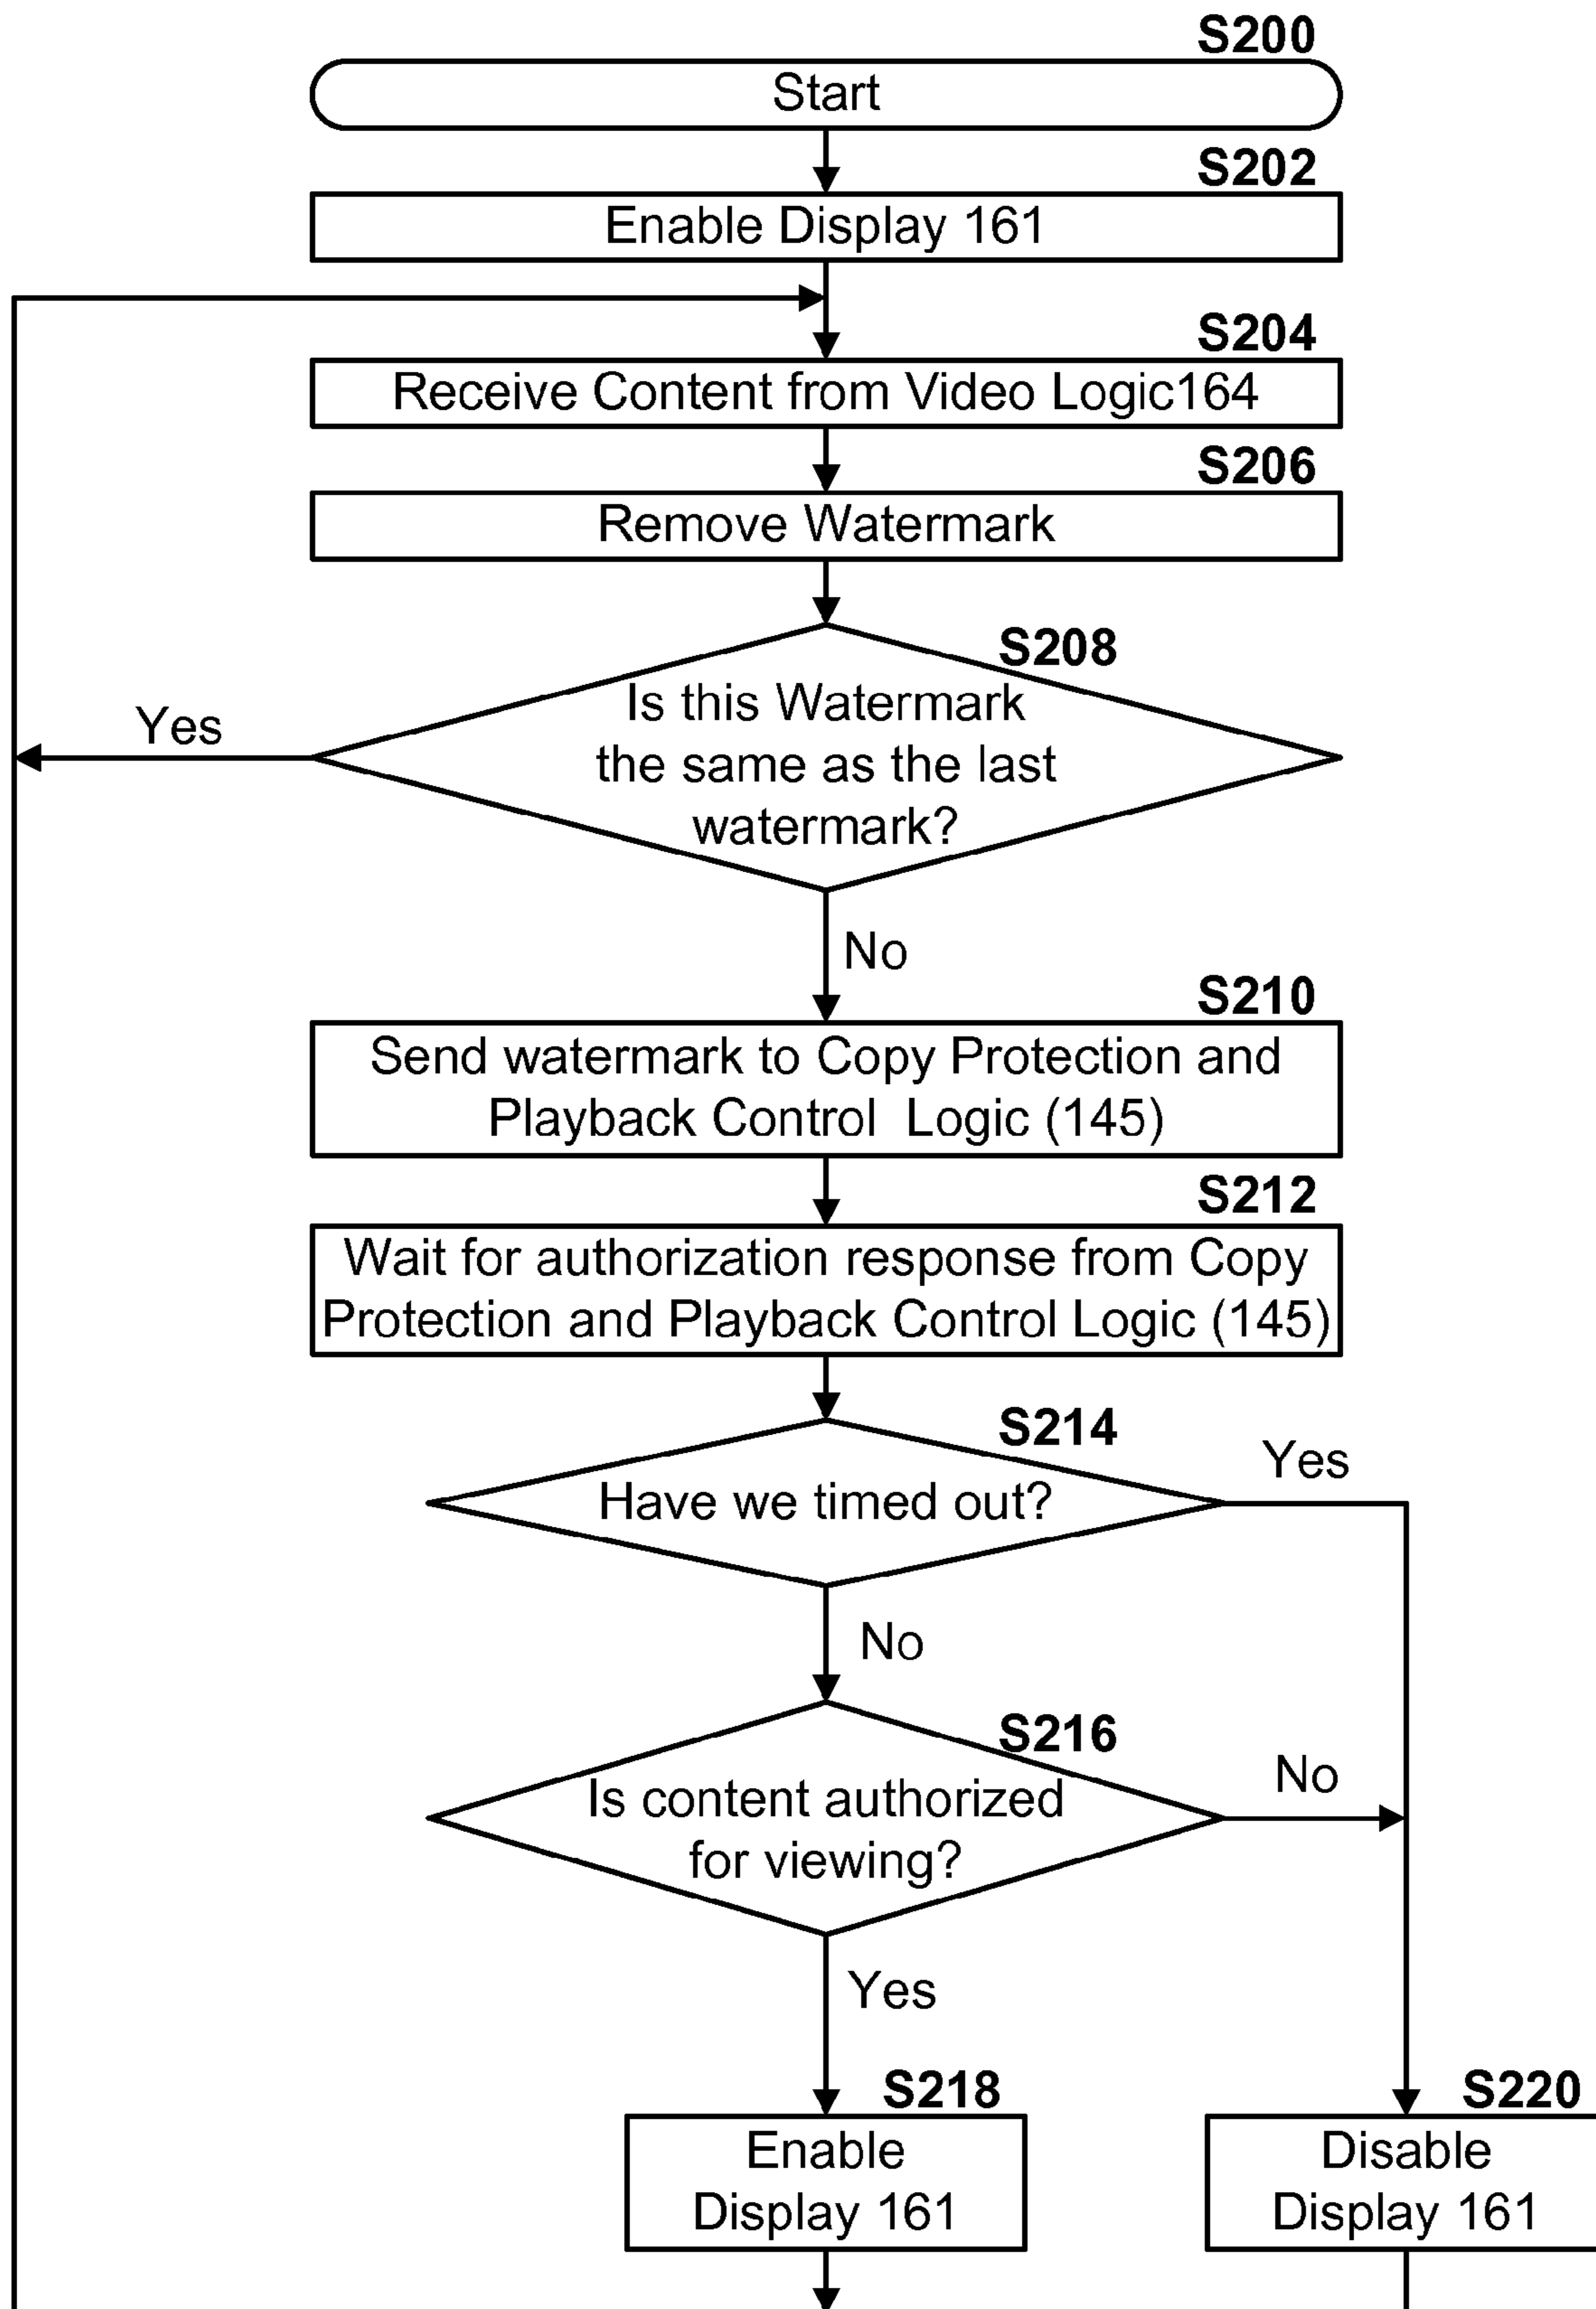 S200
Start
S202
Enable Display 161
S204
Receive Content from Video Logic164
S206
Remove Watermark
S208
Is this Watermark
the same as the last
watermark?
Yes
No
S210
Send watermark to Copy Protection and
Playback Control Logic (145)
S212
Wait for authorization response from Copy
Protection and Playback Control Logic (145)
S214
Have we timed out?
Yes
No
S216
Is content authorized
for viewing?
No
Yes
S218
Enable
Display 161
S220
Disable
Display 161